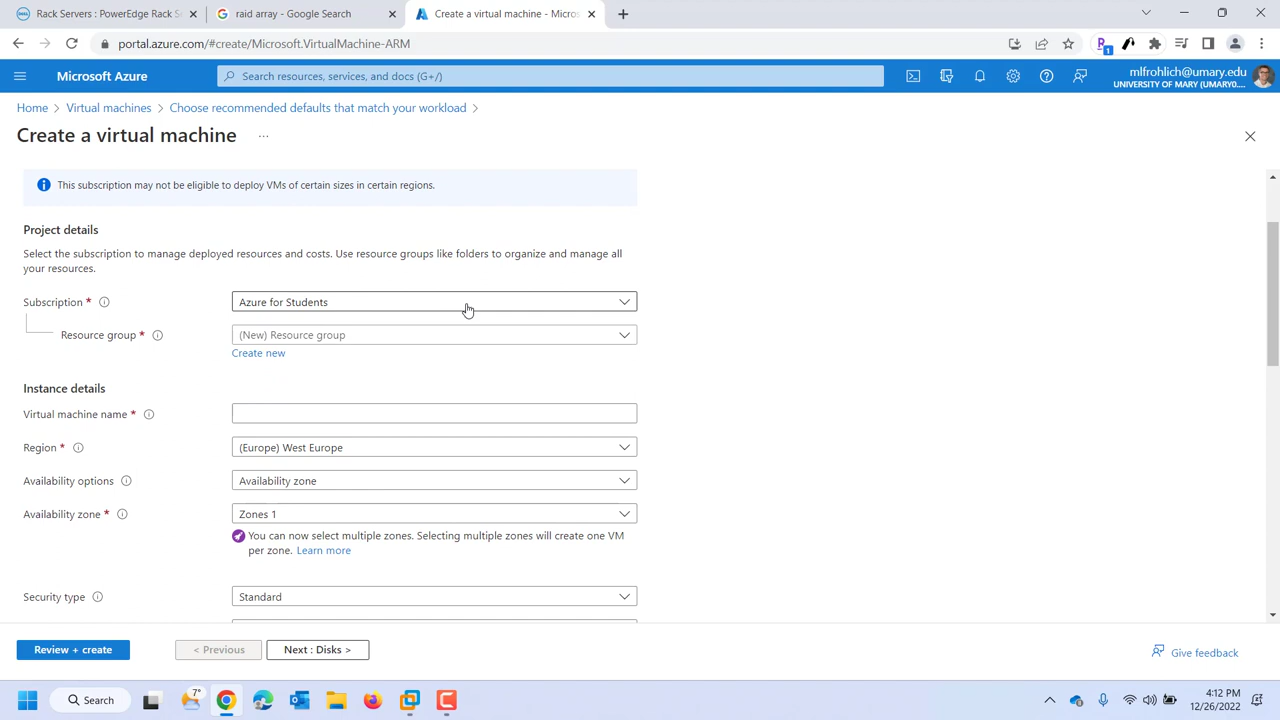 Rack Servers : PowerEdge Rack S
raid array - Google Search
Create a virtual machine - Micros
portal.azure.com/#create/Microsoft.VirtualMachine-ARM
1
Microsoft Azure
Search resources, services, and docs (G+/)
mlfrohlich@umary.edu
UNIVERSITY OF MARY (UMARY0....
Home > Virtual machines > Choose recommended defaults that match your workload >
Create a virtual machine ...
This subscription may not be eligible to deploy VMs of certain sizes in certain regions.
Project details
Select the subscription to manage deployed resources and costs. Use resource groups like folders to organize and manage all
your resources.
Subscription *
Azure for Students
Resource group *
(New) Resource group
Create new
Instance details
Virtual machine name *
Region *
(Europe) West Europe
Availability options
Availability zone
Availability zone *
Zones 1
You can now select multiple zones. Selecting multiple zones will create one VM
per zone. Learn more
Security type
Standard
Review + create
< Previous
Next : Disks >
Give feedback
Search
7°
4:12 PM
12/26/2022